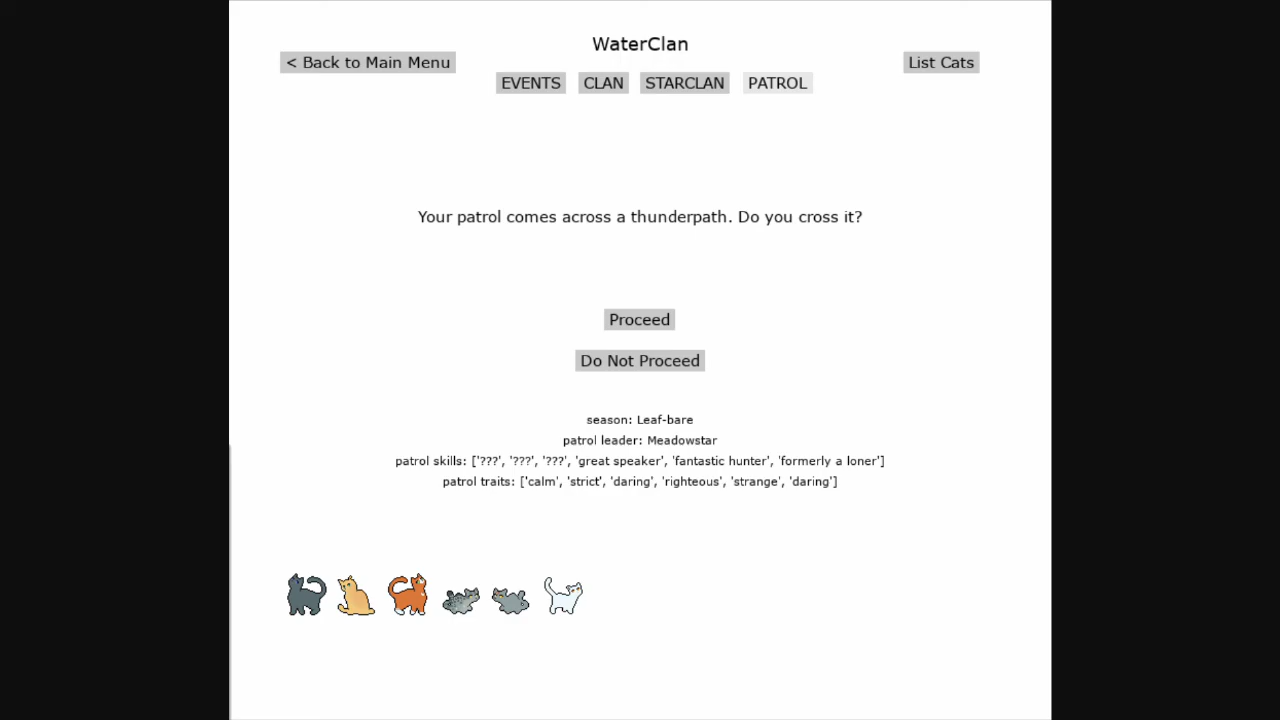 WaterClan
< Back to Main Menu
List Cats
EVENTS CLAN STARCLAN PATROL
Your patrol comes across a thunderpath. Do you cross it?
Proceed
Do Not Proceed
season: Leaf-bare
patrol leader: Meadowstar
patrol skills: ['???', '???', '???', 'great speaker', 'fantastic hunter', 'formerly a loner']
patrol traits: ['calm', 'strict', 'daring', 'righteous', 'strange', 'daring']